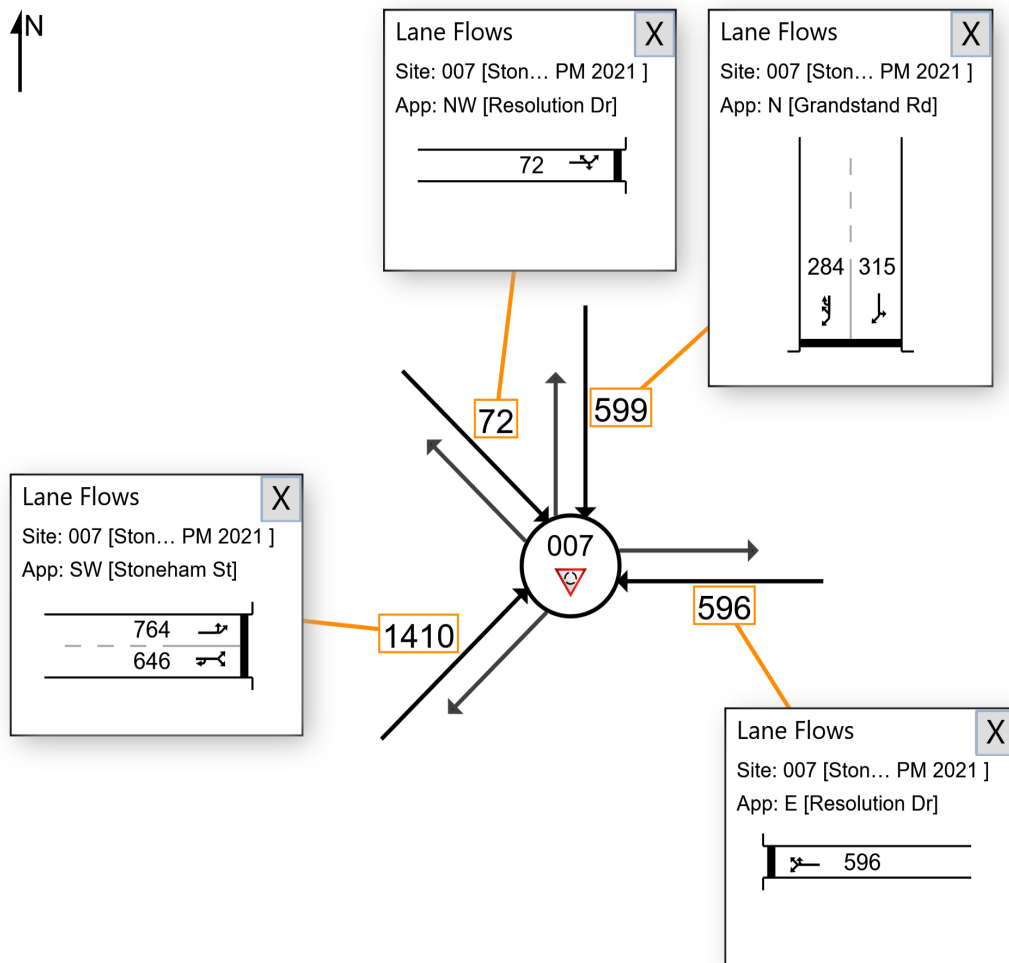 N
Lane Flows
X
Site: 007 [Ston... PM 2021 ]
App: NW [Resolution Dr]
72
Lane Flows
X
Site: 007 [Ston... PM 2021 ]
App: N [Grandstand Rd]
284 315
72
599
Lane Flows
X
Site: 007 [Ston... PM 2021 ]
App: SW [Stoneham St]
764
646
007
1410
596
Lane Flows
X
Site: 007 [Ston... PM 2021 ]
App: E [Resolution Dr]
596